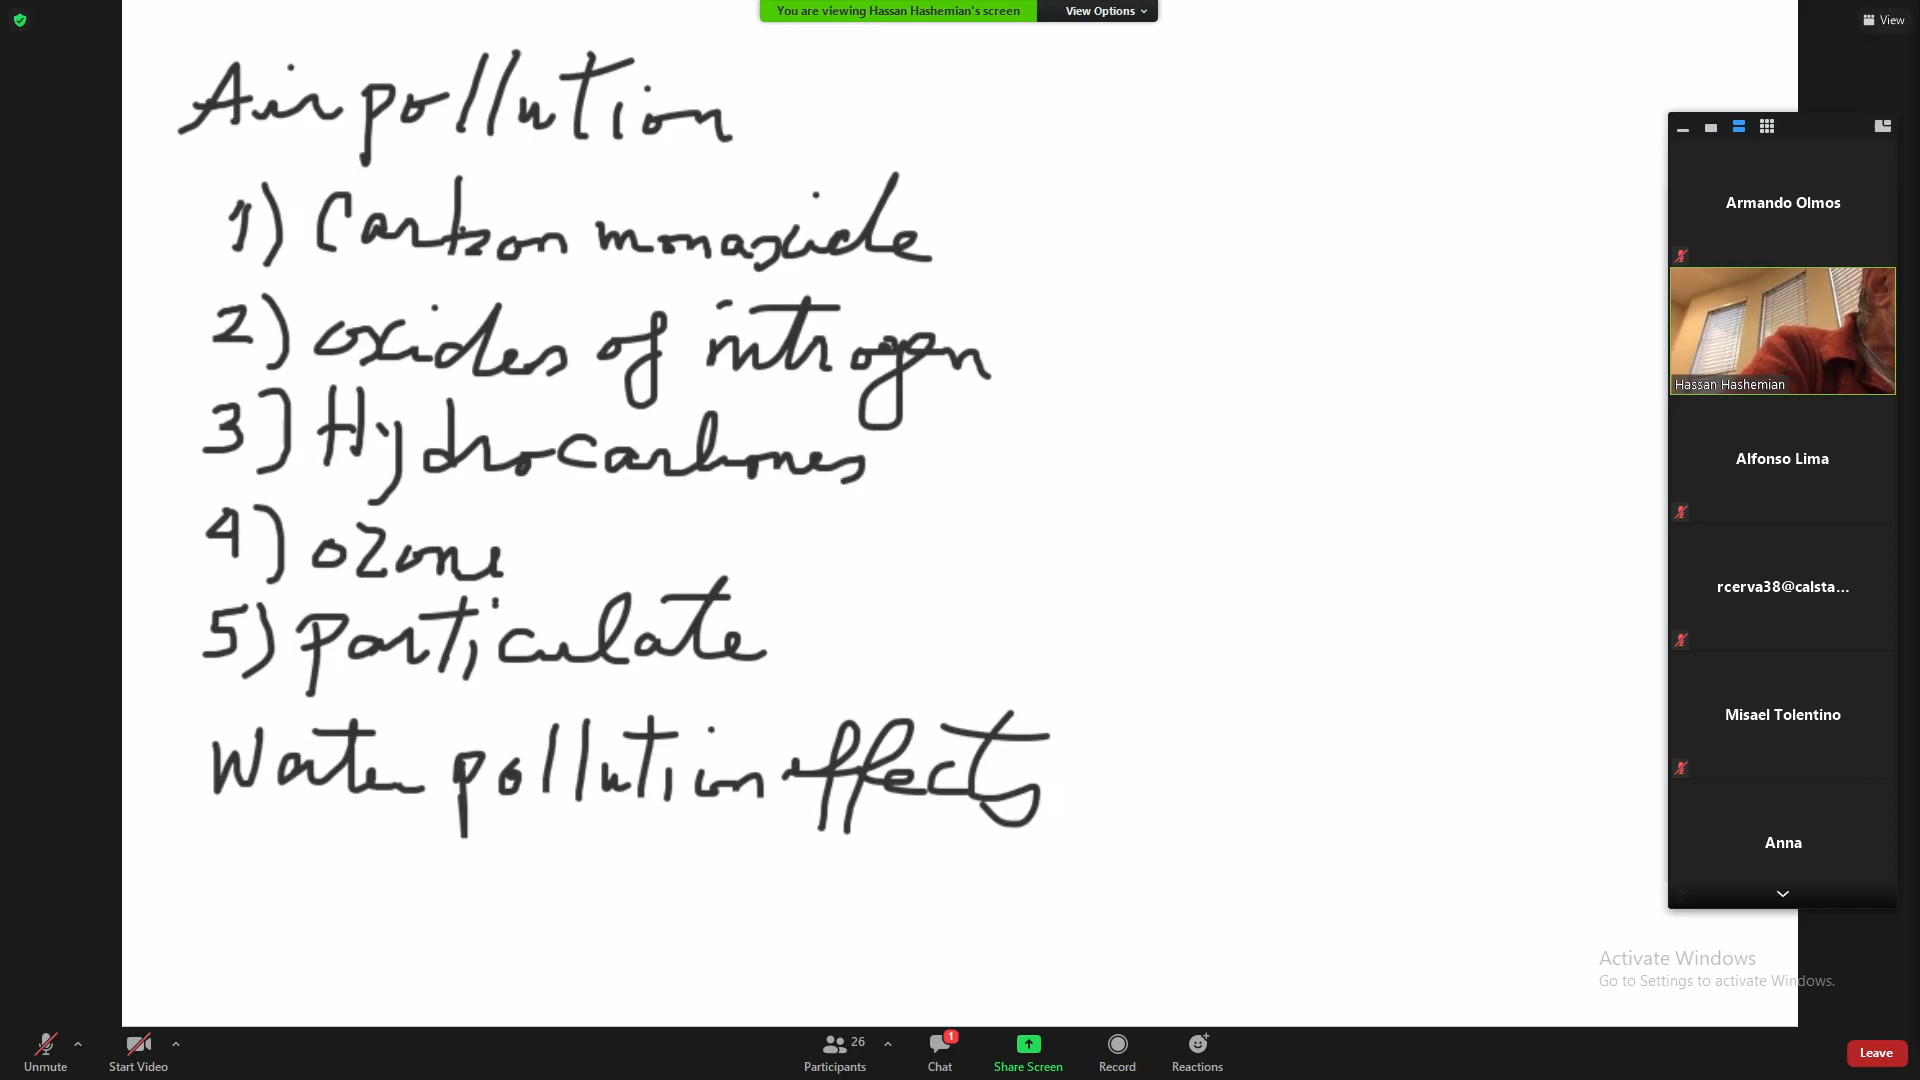 You are viewing Hassan Hashemian's screen
View Options
View
Air pollution
1) Carbon monoxide
2) oxides of nitrogen
3) Hydrocarbones
4) ozone
5) particulate
Water pollution effects
Armando Olmos
Hassan Hashemian
Alfonso Lima
rcerva38@calsta...
Misael Tolentino
Anna
Activate Windows
Go to Settings to activate Windows.
Unmute
Start Video
26
Participants
1
Chat
Share Screen
Record
Reactions
Leave